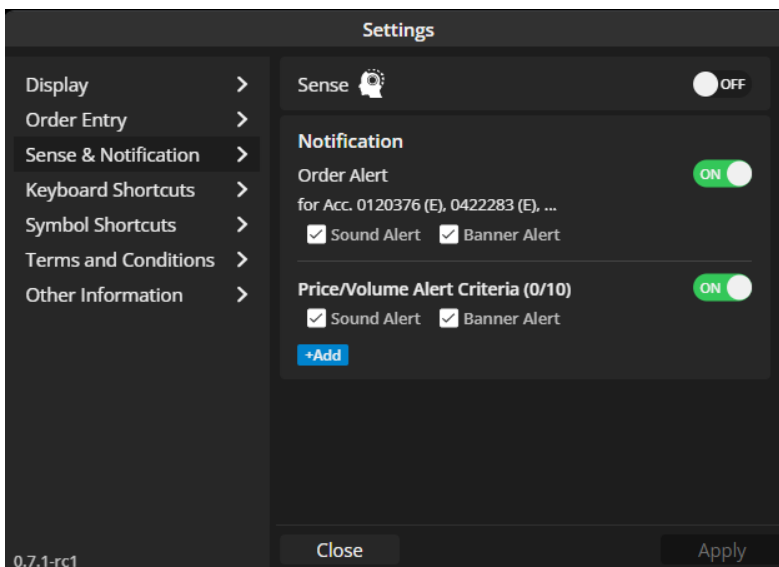 Settings
Display
Order Entry
Sense & Notification
Keyboard Shortcuts
Symbol Shortcuts
Terms and Conditions
Other Information
0.7.1-rc1
Sense
OFF
Notification
Order Alert
ON
for Acc. 0120376 (E), 0422283 (E), ...
Sound Alert Banner Alert
Price/Volume Alert Criteria (0/10)
ON
Sound Alert Banner Alert
+Add
Close Apply